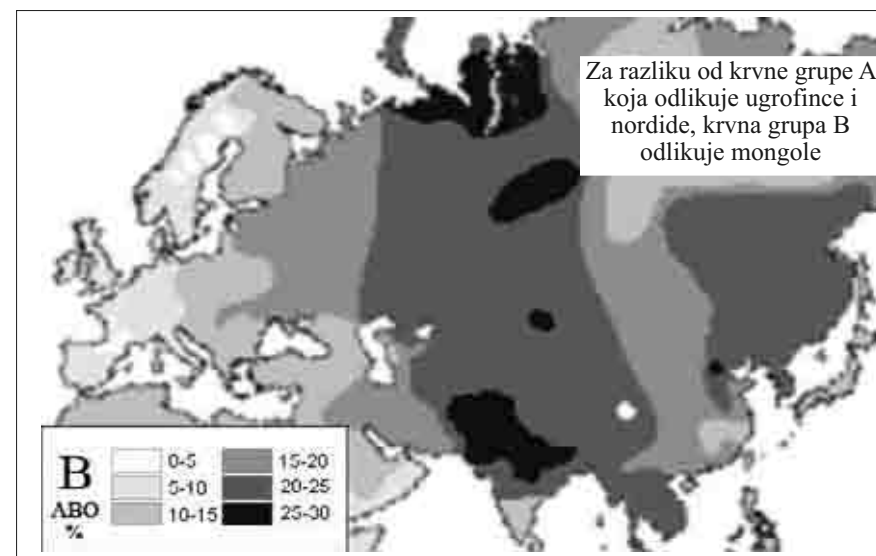 Za razliku od krvne grupe A
koja odlikuje ugrofince i
nordide, krvna grupa B
odlikuje mongole
B
ABO
%
0-5
5-10
10-15
15-20
20-25
25-30